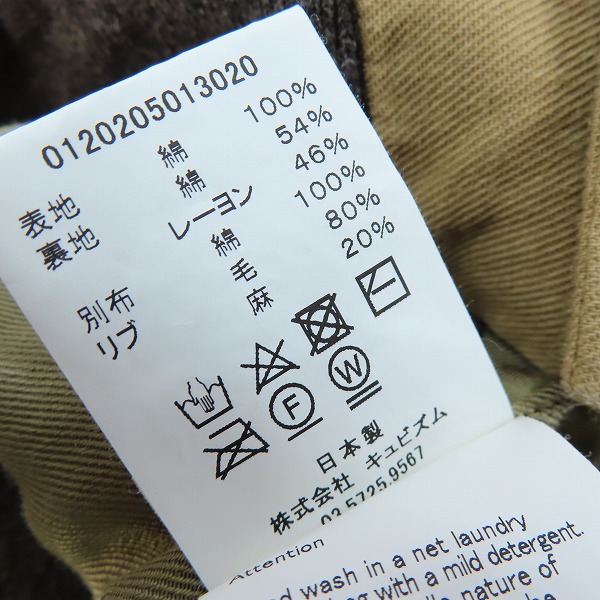 0120205013020
表地 綿 100%
裏地 綿 54%
レーヨン 46%
別布 綿 100%
リブ 毛 80%
麻 20%
F
W
日本製
株式会社 キュビズム
03.5725.9567
Attention
wash in a net laundry
with a mild detergent.
nature of